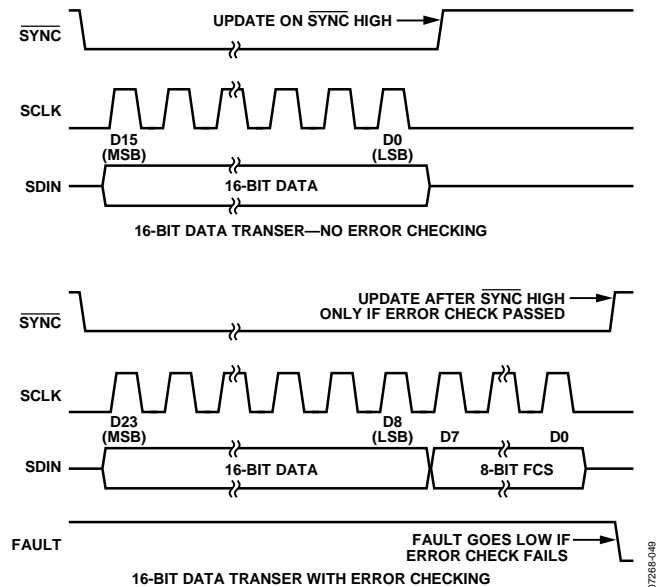 UPDATE ON SYNC HIGH
SYNC
SCLK
D15
(MSB)
D0
(LSB)
SDIN
16-BIT DATA
16-BIT DATA TRANSER—NO ERROR CHECKING
UPDATE AFTER SYNC HIGH
ONLY IF ERROR CHECK PASSED
SYNC
SCLK
D23
(MSB)
D8
(LSB)
D7
D0
SDIN
16-BIT DATA
8-BIT FCS
FAULT
FAULT GOES LOW IF
ERROR CHECK FAILS
16-BIT DATA TRANSER WITH ERROR CHECKING
07268-049